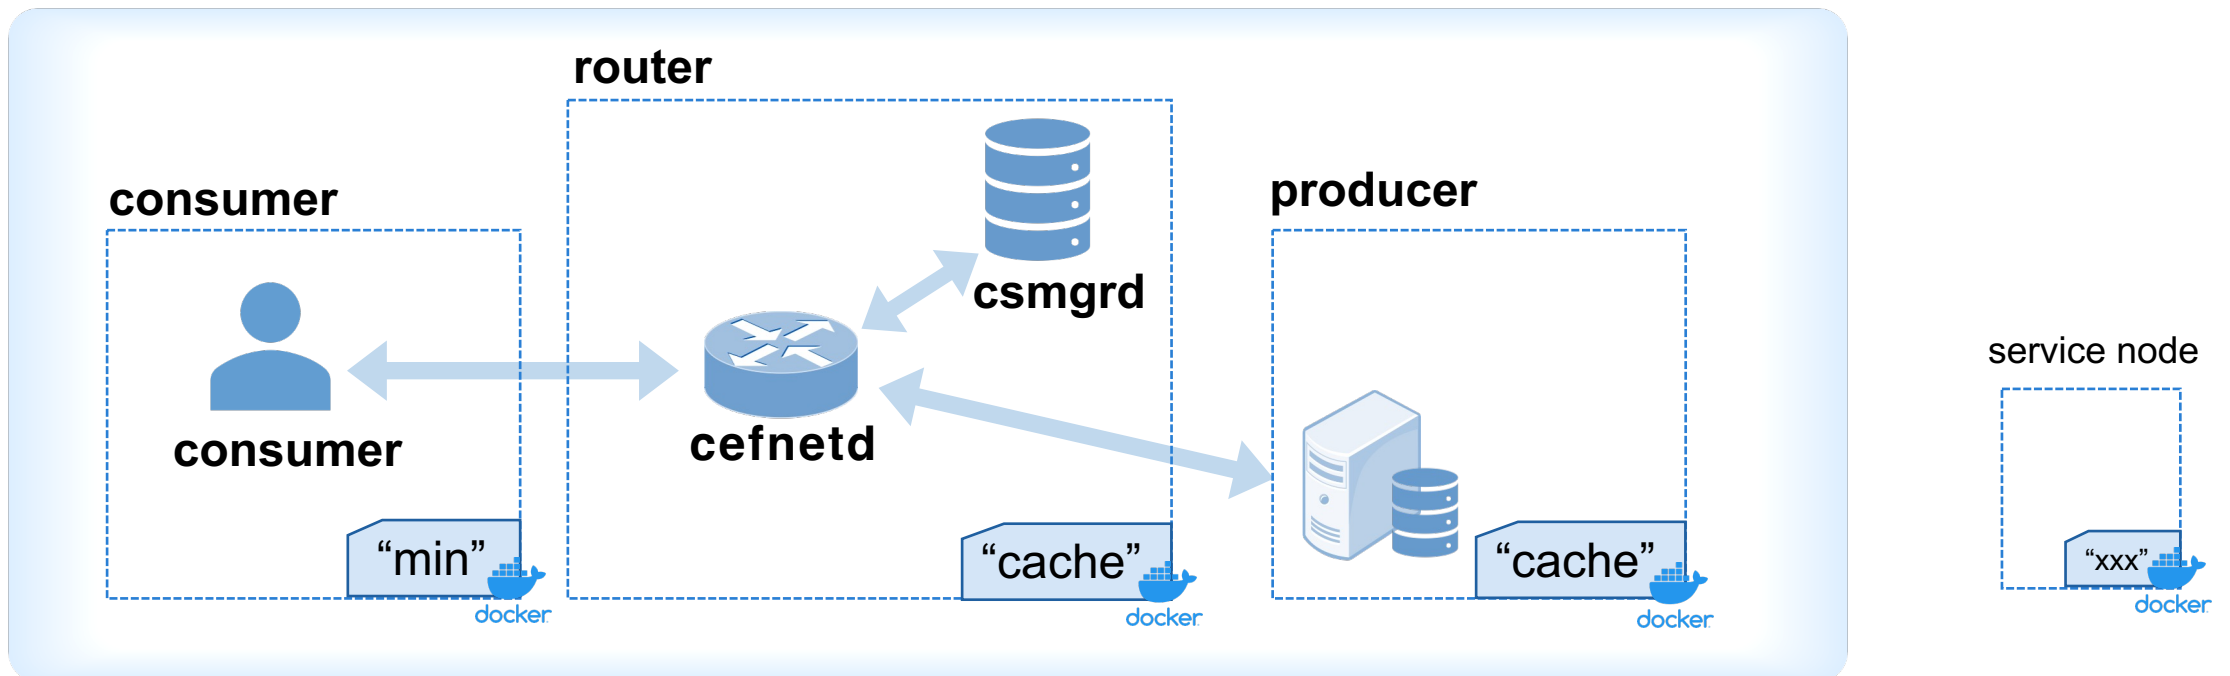 router
consumer
producer
csmgrd
service node
consumer
cefnetd
“min”
“cache”
“cache”
“xxx”
docker
docker
docker
docker